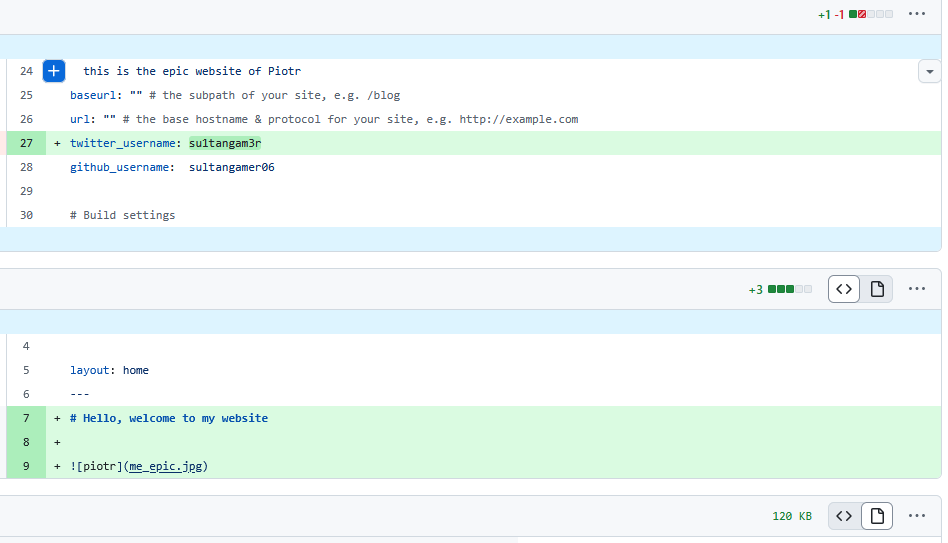 +1 -1
24 this is the epic website of Piotr
25 baseurl: "" # the subpath of your site, e.g. /blog
26 url: "" # the base hostname & protocol for your site, e.g. http://example.com
27 + twitter_username: su1tangam3r
28 github_username:  sultangamer06
29
30 # Build settings
+3
4
5 layout: home
6 ---
7 + # Hello, welcome to my website
8 +
9 + ![piotr](me_epic.jpg)
120 KB